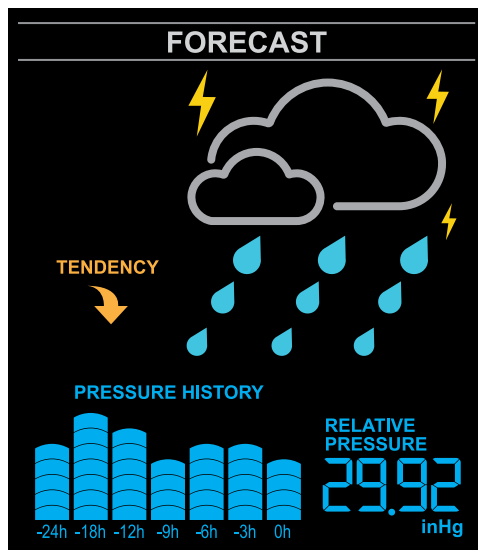 FORECAST
TENDENCY
PRESSURE HISTORY
RELATIVE
PRESSURE
29.92
inHg
-24h -18h -12h -9h -6h -3h 0h